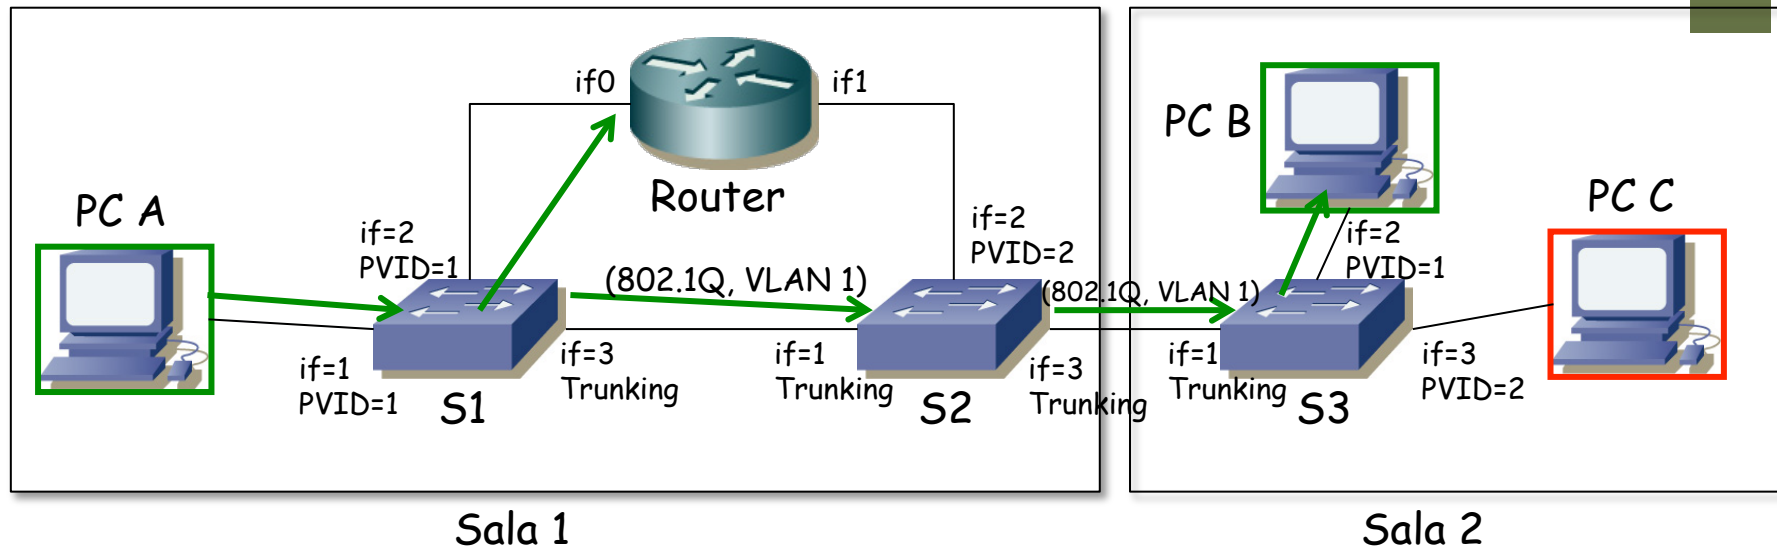 if0
if1
Router
PC A
if=2
PVID=1
if=1
PVID=1
S1
if=3
Trunking
(802.1Q, VLAN 1)
if=1
Trunking
S2
if=2
PVID=2
if=3
Trunking
(802.1Q, VLAN 1)
PC B
if=2
PVID=1
if=1
Trunking
S3
if=3
PVID=2
PC C
Sala 1
Sala 2